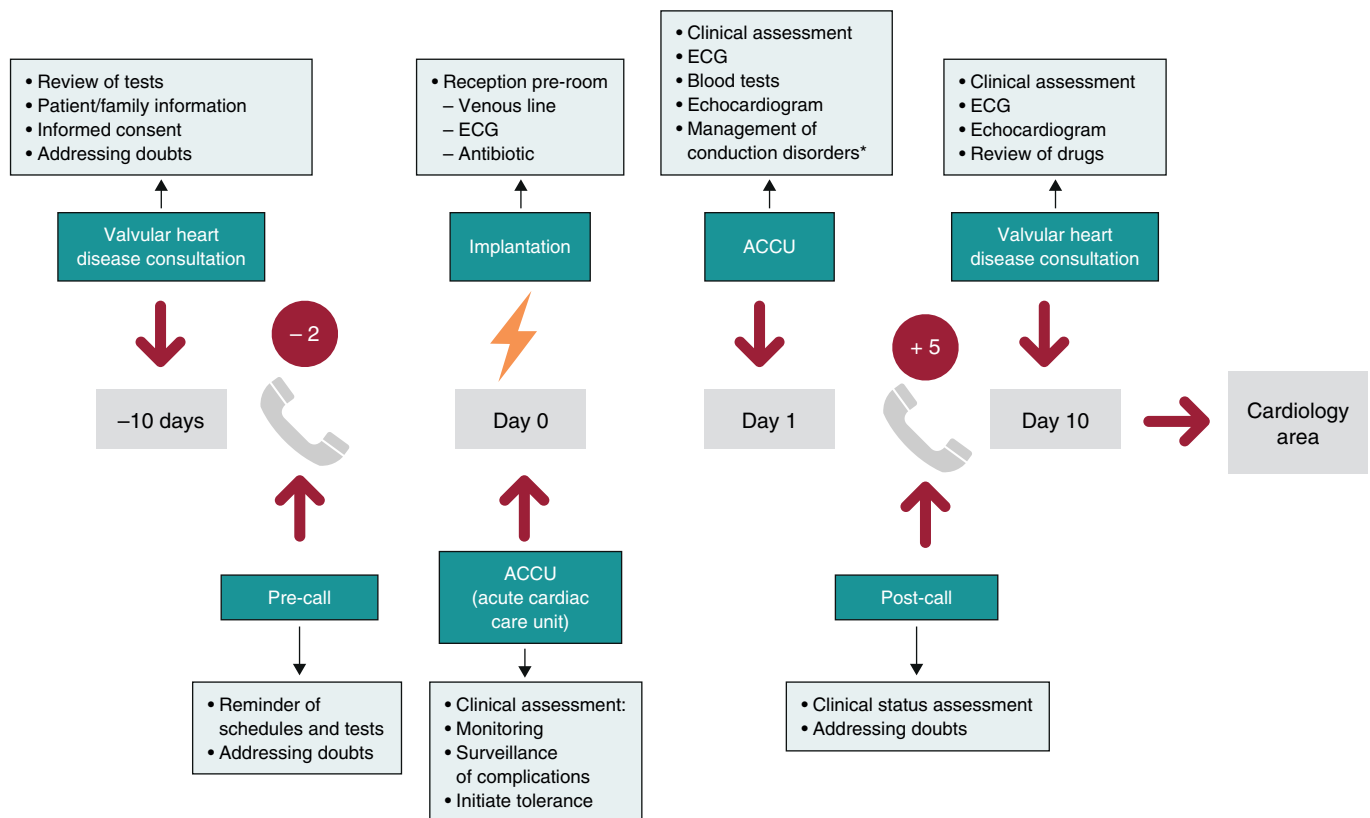 • Review of tests
• Patient/family information
• Informed consent
• Addressing doubts
Valvular heart
disease consultation
–10 days
– 2
Pre-call
• Reminder of
schedules and tests
• Addressing doubts
• Reception pre-room
– Venous line
– ECG
– Antibiotic
Implantation
Day 0
ACCU
(acute cardiac
care unit)
• Clinical assessment:
• Monitoring
• Surveillance
of complications
• Initiate tolerance
• Clinical assessment
• ECG
• Blood tests
• Echocardiogram
• Management of
conduction disorders*
ACCU
Day 1
+ 5
Post-call
• Clinical status assessment
• Addressing doubts
• Clinical assessment
• ECG
• Echocardiogram
• Review of drugs
Valvular heart
disease consultation
Day 10
Cardiology
area